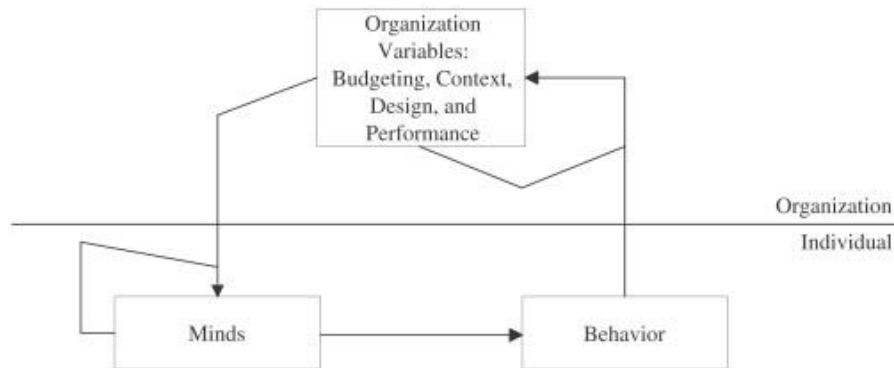 Organization
Variables:
Budgeting, Context,
Design, and
Performance
Organization
Individual
Minds
Behavior